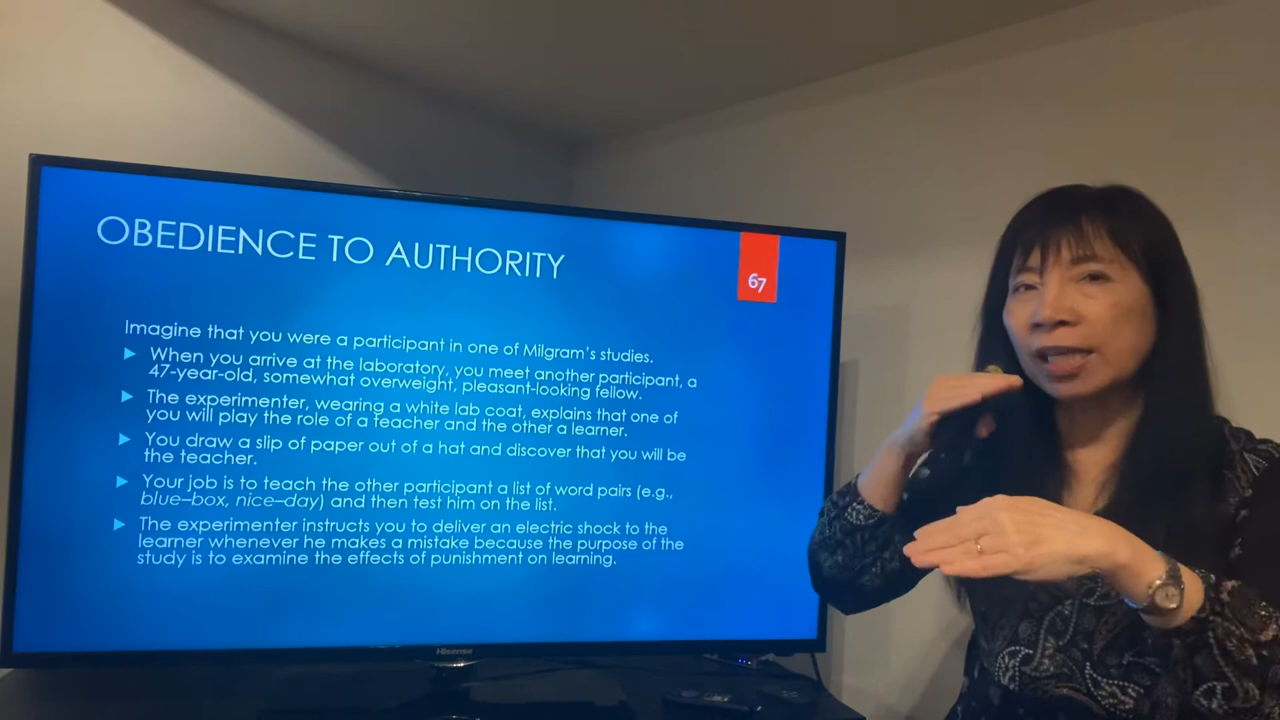 OBEDIENCE TO AUTHORITY
67
Imagine that you were a participant in one of Milgram's studies.
When you arrive at the laboratory, you meet another participant, a
47-year-old, somewhat overweight, pleasant-looking fellow.
The experimenter, wearing a white lab coat, explains that one of
you will play the role of a teacher and the other a learner.
You draw a slip of paper out of a hat and discover that you will be
the teacher.
Your job is to teach the other participant a list of word pairs (e.g.,
blue–box, nice–day) and then test him on the list.
The experimenter instructs you to deliver an electric shock to the
learner whenever he makes a mistake because the purpose of the
study is to examine the effects of punishment on learning.
Hisense